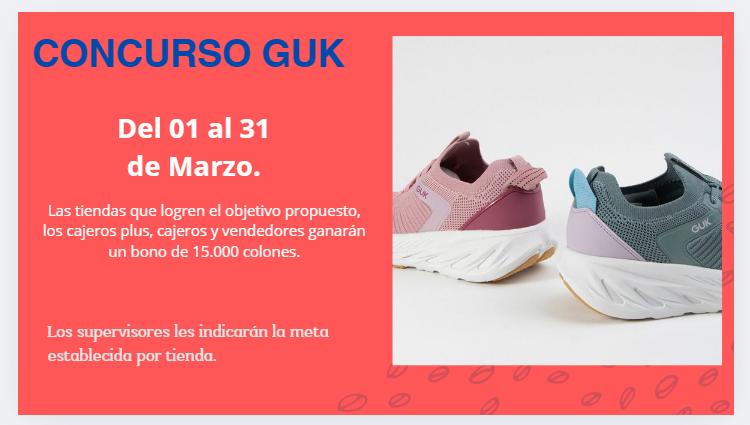 CONCURSO GUK
Del 01 al 31
de Marzo.
Las tiendas que logren el objetivo propuesto,
los cajeros plus, cajeros y vendedores ganarán
un bono de 15.000 colones.
Los supervisores les indicarán la meta
establecida por tienda.
GUK
GUK